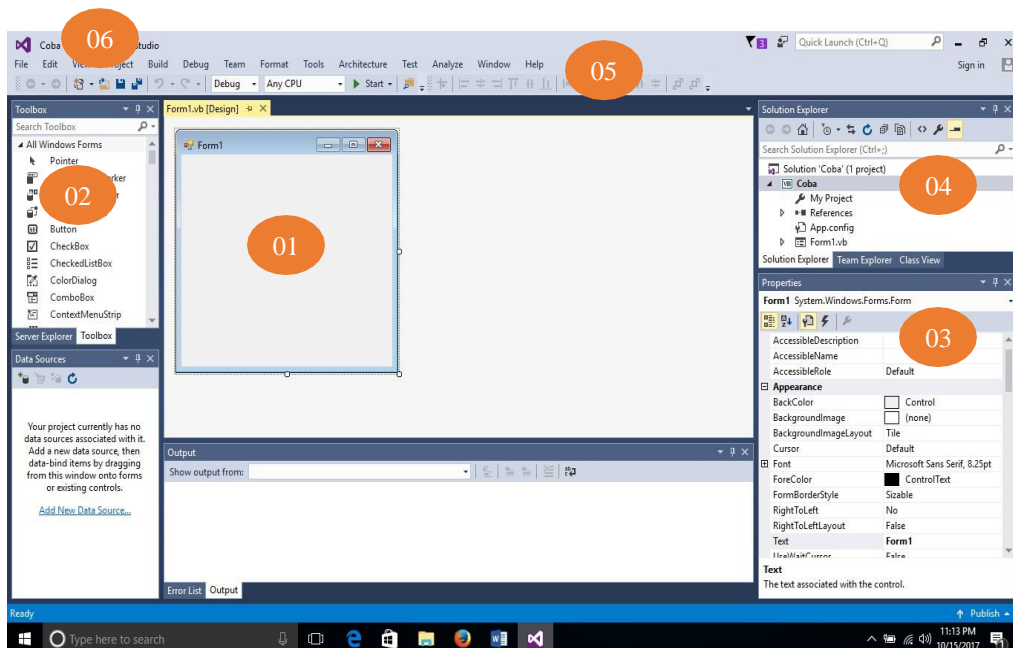 Coba
06
studio
3
Quick Launch (Ctrl+Q)
File Edit View Project Build Debug Team Format Tools Architecture Test Analyze Window Help
Sign in
05
Debug Any CPU Start
Toolbox
Search Toolbox
All Windows Forms
Pointer
02
Button
CheckBox
CheckedListBox
ColorDialog
ComboBox
ContextMenuStrip
Server Explorer Toolbox
Data Sources
Your project currently has no
data sources associated with it.
Add a new data source, then
data-bind items by dragging
from this window onto forms
or existing controls.
Add New Data Source...
Form1.vb [Design]
Form1
01
Output
Show output from:
Error List Output
Solution Explorer
Search Solution Explorer (Ctrl+;)
Solution 'Coba' (1 project)
VB Coba
04
My Project
References
App.config
Form1.vb
Solution Explorer Team Explorer Class View
Properties
Form1 System.Windows.Forms.Form
03
AccessibleDescription
AccessibleName
AccessibleRole Default
Appearance
BackColor Control
BackgroundImage (none)
BackgroundImageLayout Tile
Cursor Default
Font Microsoft Sans Serif, 8.25pt
ForeColor ControlText
FormBorderStyle Sizable
RightToLeft No
RightToLeftLayout False
Text Form1
UseWaitCursor False
Text
The text associated with the control.
Ready
Publish
Type here to search
11:13 PM
10/15/2017